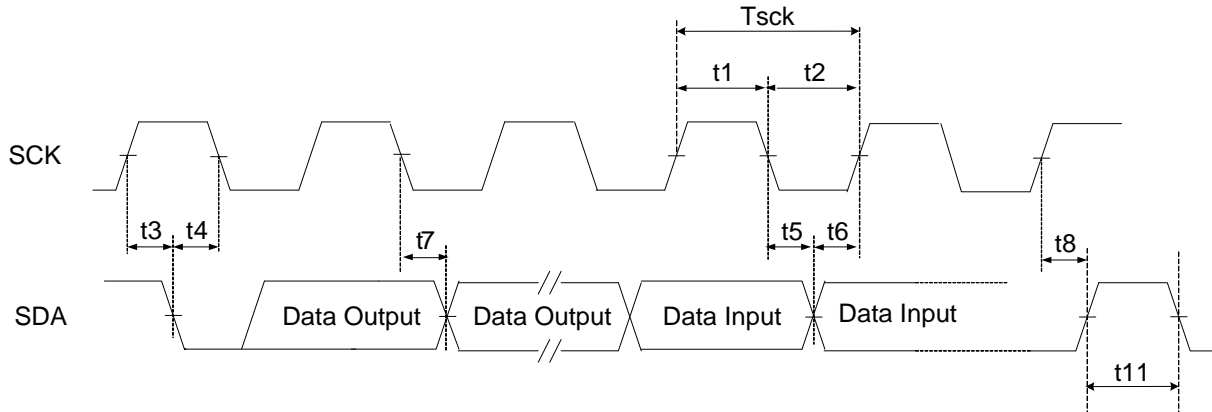 Tsck
t1 t2
SCK
t3 t4 t7 t5 t6 t8
SDA Data Output Data Output Data Input Data Input
t11